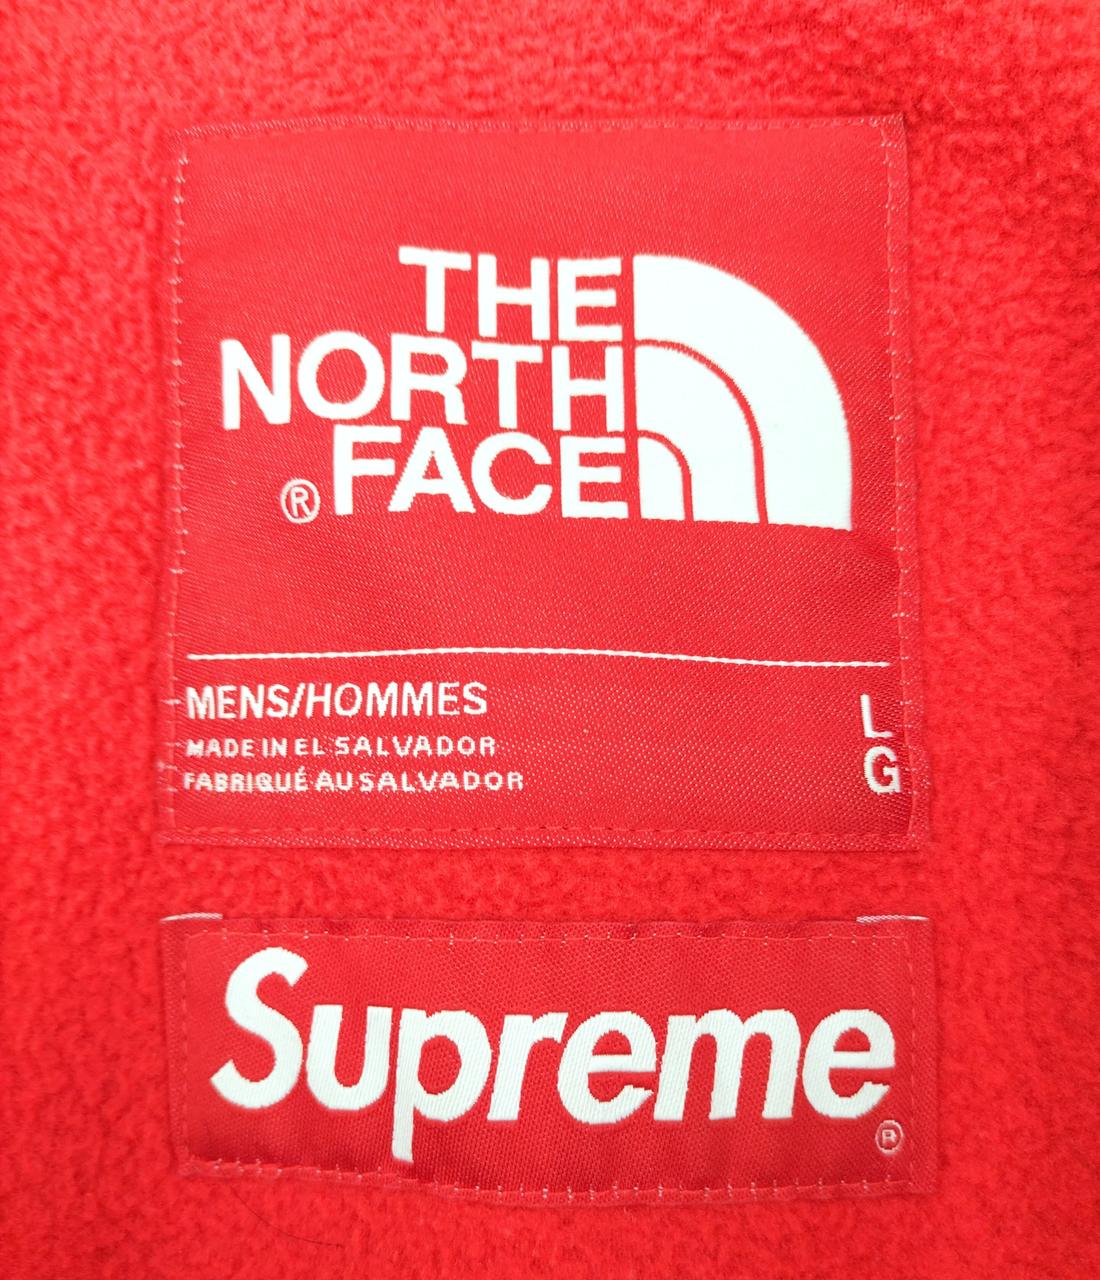 THE
NORTH
® FACE
MENS/HOMMES
MADE IN EL SALVADOR
FABRIQUÉ AU SALVADOR
L
G
Supreme ®